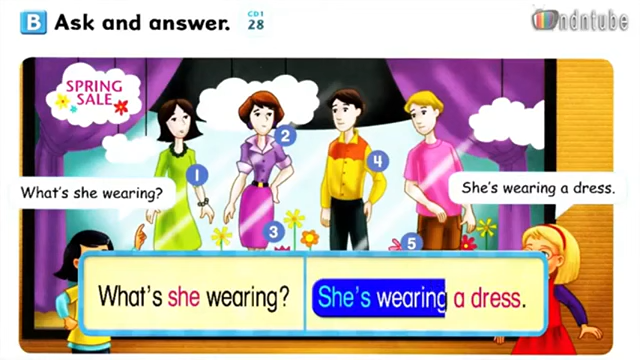 B Ask and answer. CD1
28
ndntube
SPRING
SALE
1
2
3
4
5
What's she wearing?
She's wearing a dress.
What's she wearing?
She's wearing a dress.